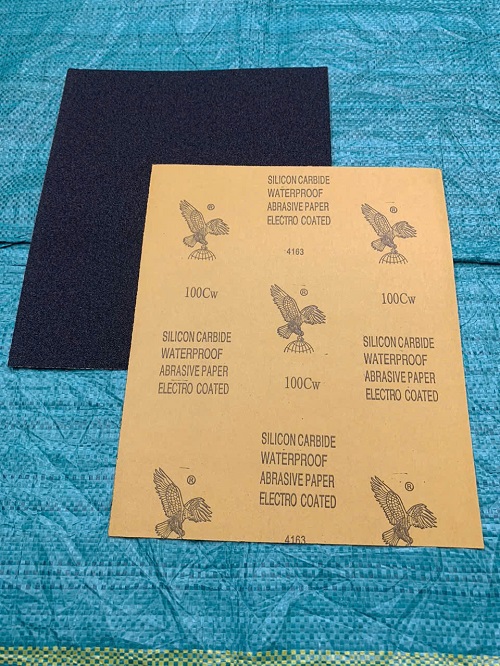 SILICON CARBIDE
WATERPROOF
ABRASIVE PAPER
ELECTRO COATED
®
®
4163
100Cw
®
100Cw
100Cw
SILICON CARBIDE
WATERPROOF
ABRASIVE PAPER
ELECTRO COATED
SILICON CARBIDE
WATERPROOF
ABRASIVE PAPER
ELECTRO COATED
SILICON CARBIDE
WATERPROOF
ABRASIVE PAPER
ELECTRO COATED
®
®
4163